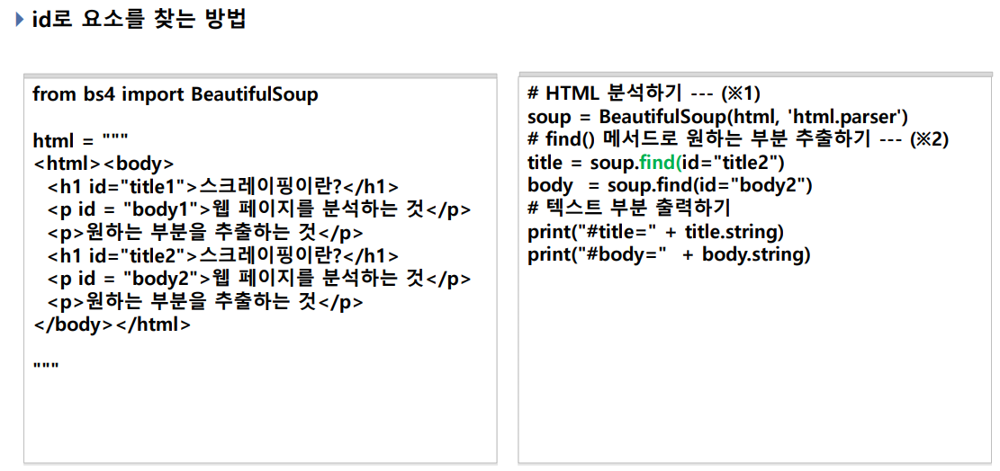 id로 요소를 찾는 방법
from bs4 import BeautifulSoup
html = """
<html><body>
<h1 id="title1">스크레이핑이란?</h1>
<p id = "body1">웹 페이지를 분석하는 것</p>
<p>원하는 부분을 추출하는 것</p>
<h1 id="title2">스크레이핑이란?</h1>
<p id = "body2">웹 페이지를 분석하는 것</p>
<p>원하는 부분을 추출하는 것</p>
</body></html>
"""
# HTML 분석하기 --- (※1)
soup = BeautifulSoup(html, 'html.parser')
# find() 메서드로 원하는 부분 추출하기 --- (※2)
title = soup.find(id="title2")
body  = soup.find(id="body2")
# 텍스트 부분 출력하기
print("#title=" + title.string)
print("#body="  + body.string)